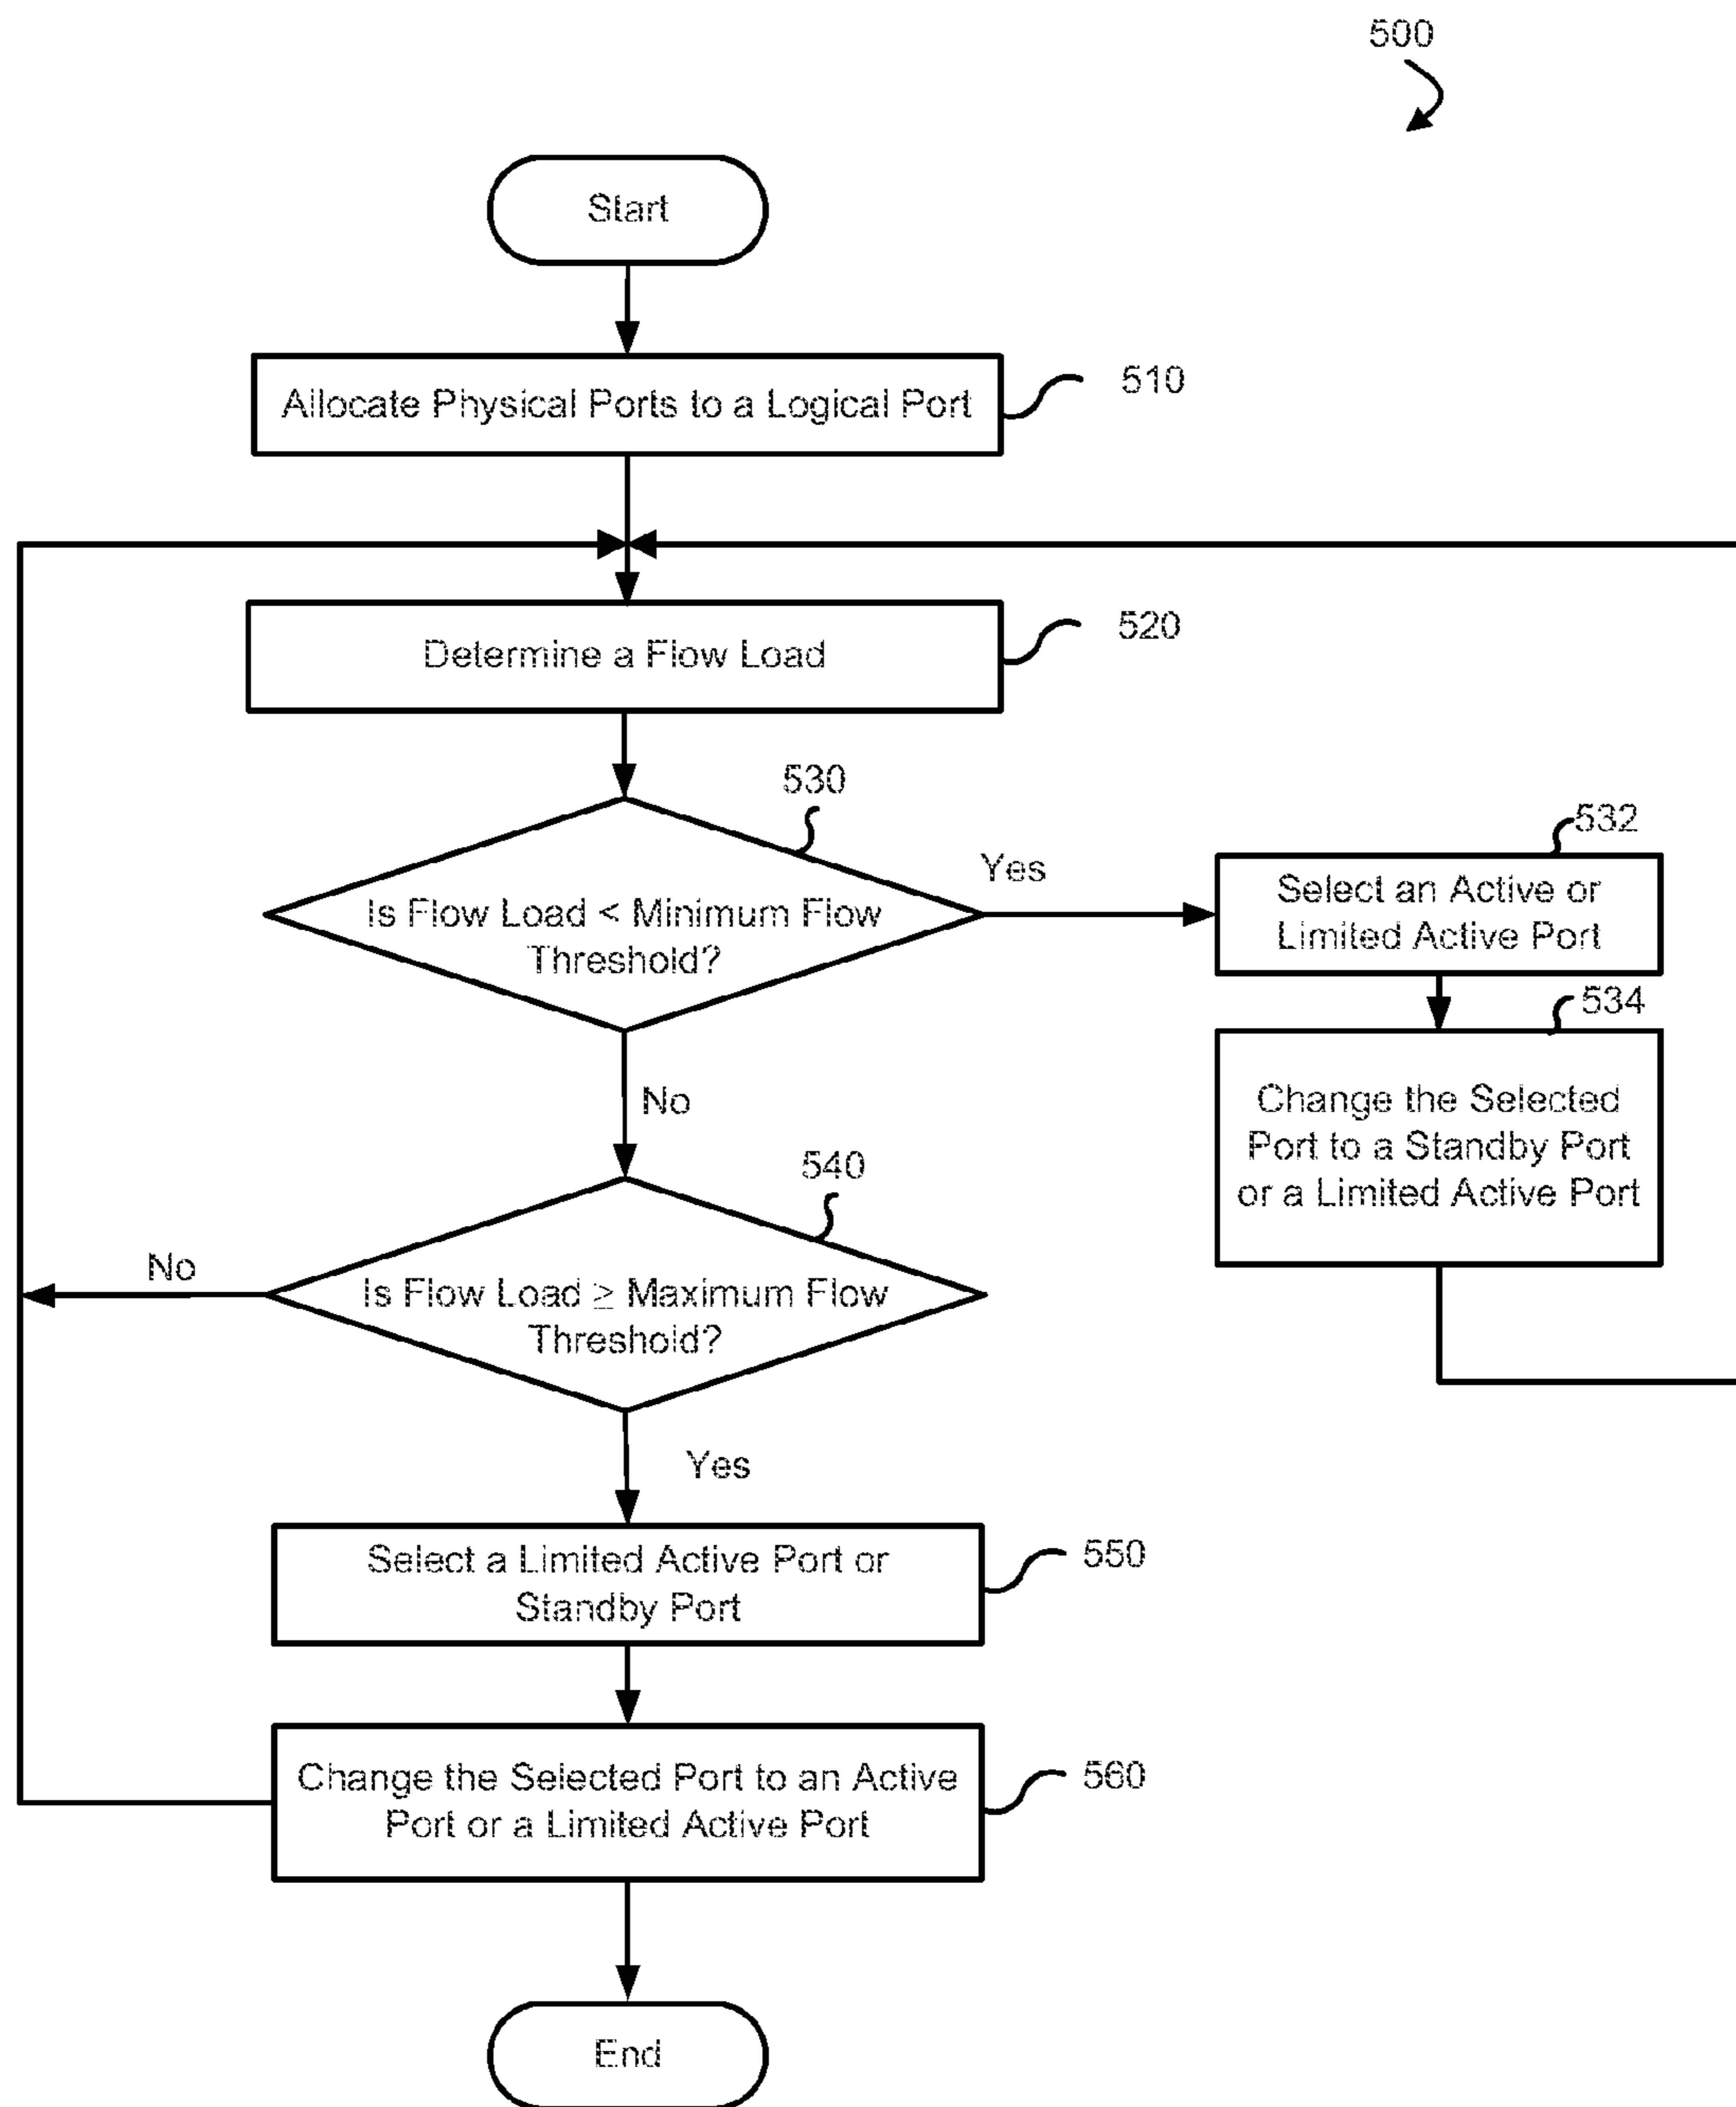 500
Start
Allocate Physical Ports to a Logical Port
510
Determine a Flow Load
520
530
Is Flow Load < Minimum Flow
Threshold?
Yes
532
Select an Active or
Limited Active Port
534
Change the Selected
Port to a Standby Port
or a Limited Active Port
No
540
Is Flow Load ≥ Maximum Flow
Threshold?
No
Yes
Select a Limited Active Port or
Standby Port
550
Change the Selected Port to an Active
Port or a Limited Active Port
560
End